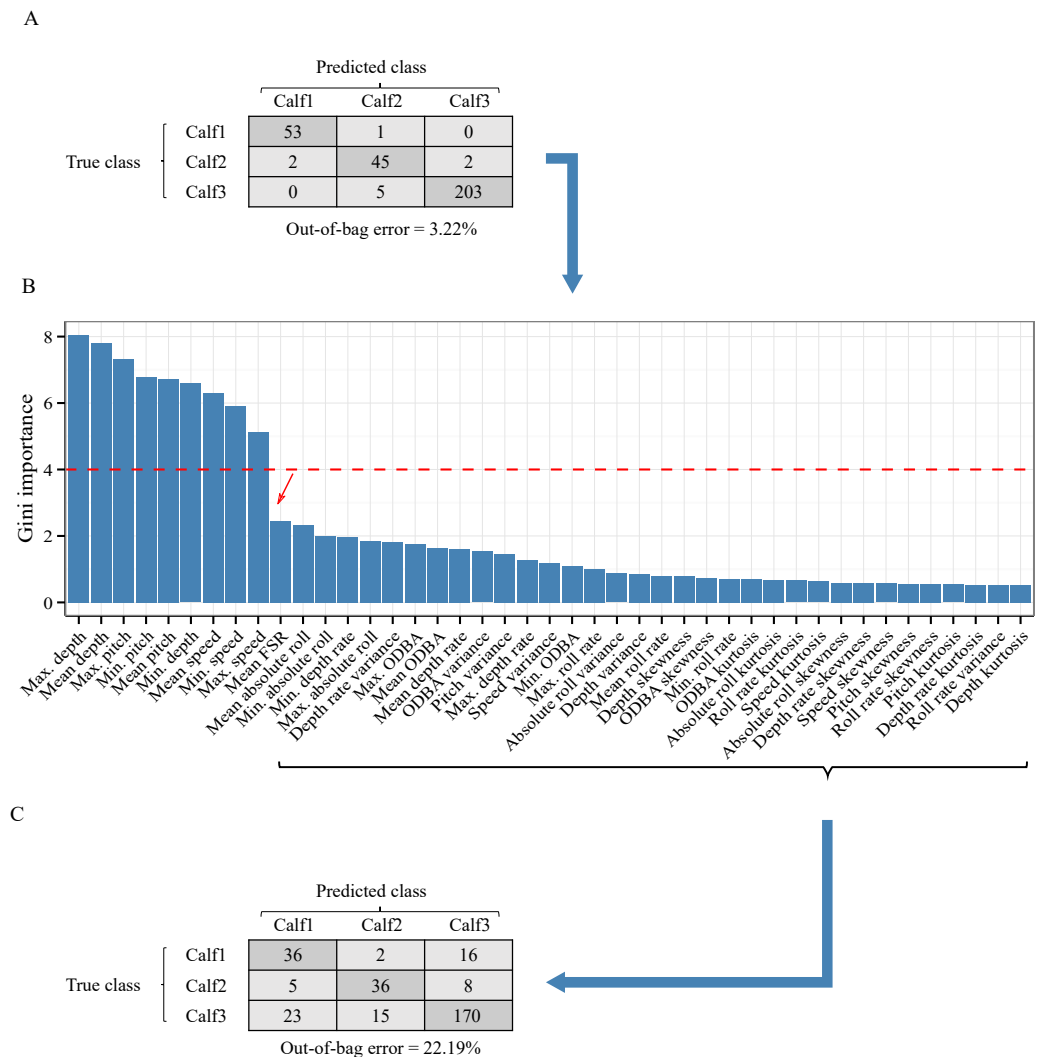 A
Predicted class
Calf1 Calf2 Calf3
True class
Calf1 53 1 0
Calf2 2 45 2
Calf3 0 5 203
Out-of-bag error = 3.22%
B
Gini importance
8
6
4
2
0
Max. depth
Mean depth
Max. pitch
Min. pitch
Mean pitch
Min. depth
Mean speed
Min. speed
Max. speed
Mean FSR
Mean absolute roll
Min. absolute roll
Min. depth rate
Max. absolute roll
Depth rate variance
Max. ODBA
Mean ODBA
Mean depth rate
ODBA variance
Pitch variance
Max. depth rate
Speed variance
Min. ODBA
Max. roll rate
Absolute roll variance
Depth variance
Mean roll rate
Depth skewness
ODBA skewness
Min. roll rate
ODBA kurtosis
Absolute roll kurtosis
Roll rate kurtosis
Speed kurtosis
Absolute roll skewness
Depth rate skewness
Speed skewness
Pitch skewness
Roll rate skewness
Pitch kurtosis
Depth rate kurtosis
Roll rate variance
Depth kurtosis
C
Predicted class
Calf1 Calf2 Calf3
True class
Calf1 36 2 16
Calf2 5 36 8
Calf3 23 15 170
Out-of-bag error = 22.19%